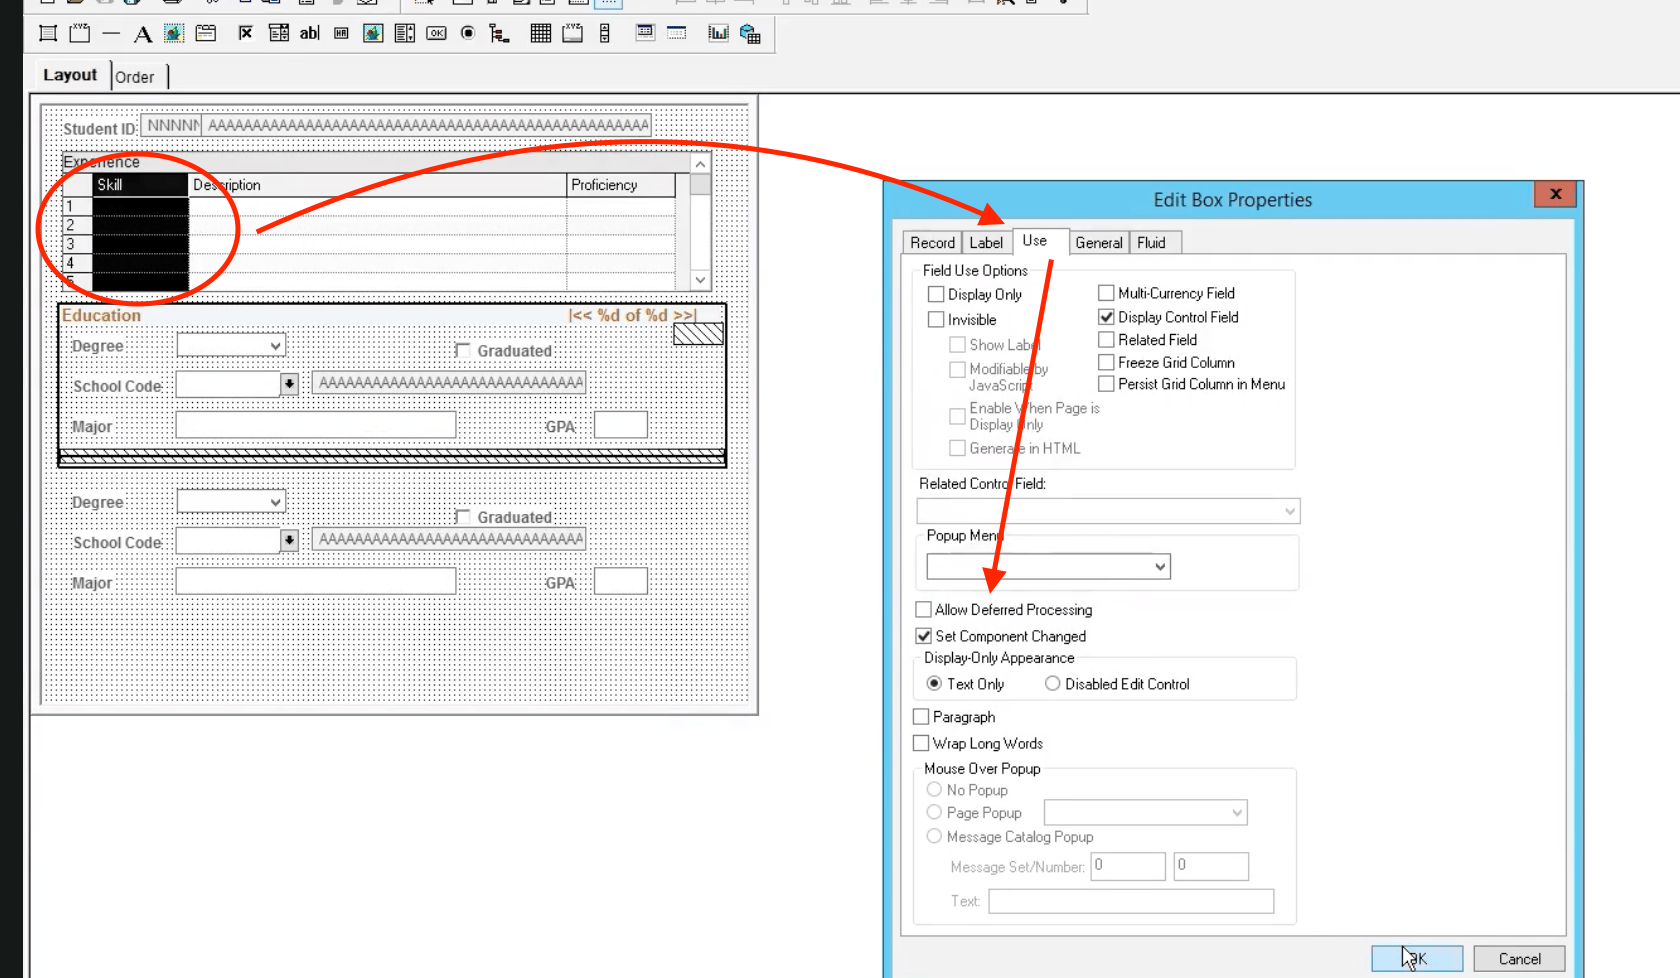 A ab| OK
Layout Order
Student ID: NNNNN AAAAAAAAAAAAAAAAAAAAAAAAAAAAAAAAAAAAAAAAAAAAAAAAAA
Experience
Skill Description Proficiency
1
2
3
4
5
Education |<< %d of %d >>|
Degree Graduated
School Code AAAAAAAAAAAAAAAAAAAAAAAAAAAAAA
Major GPA
Degree Graduated
School Code AAAAAAAAAAAAAAAAAAAAAAAAAAAAAA
Major GPA
Edit Box Properties x
Record Label Use General Fluid
Field Use Options
Display Only Multi-Currency Field
Invisible Display Control Field
Show Label Related Field
Modifiable by Freeze Grid Column
JavaScript Persist Grid Column in Menu
Enable When Page is
Display Only
Generate in HTML
Related Control Field:
Popup Menu
Allow Deferred Processing
Set Component Changed
Display-Only Appearance
Text Only Disabled Edit Control
Paragraph
Wrap Long Words
Mouse Over Popup
No Popup
Page Popup
Message Catalog Popup
Message Set/Number: 0 0
Text:
OK Cancel